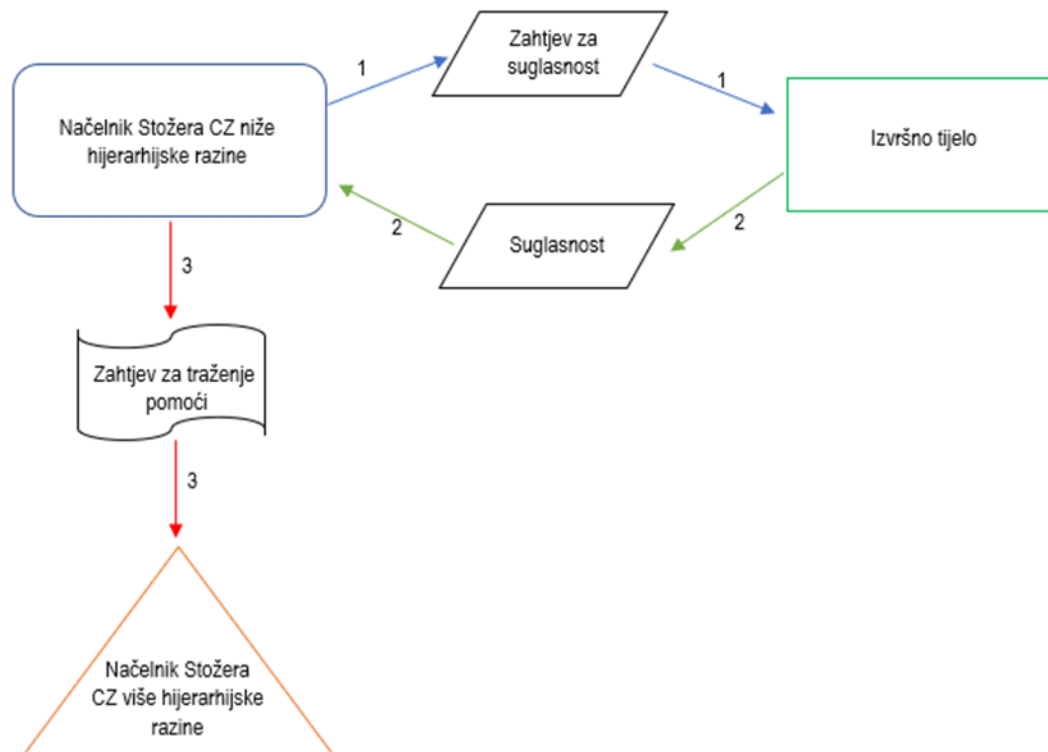 Zahtjev za
suglasnost
1
1
Načelnik Stožera CZ niže
hijerarhijske razine
Izvršno tijelo
2
Suglasnost
2
3
Zahtjev za traženje
pomoći
3
Načelnik Stožera
CZ više hijerarhijske
razine